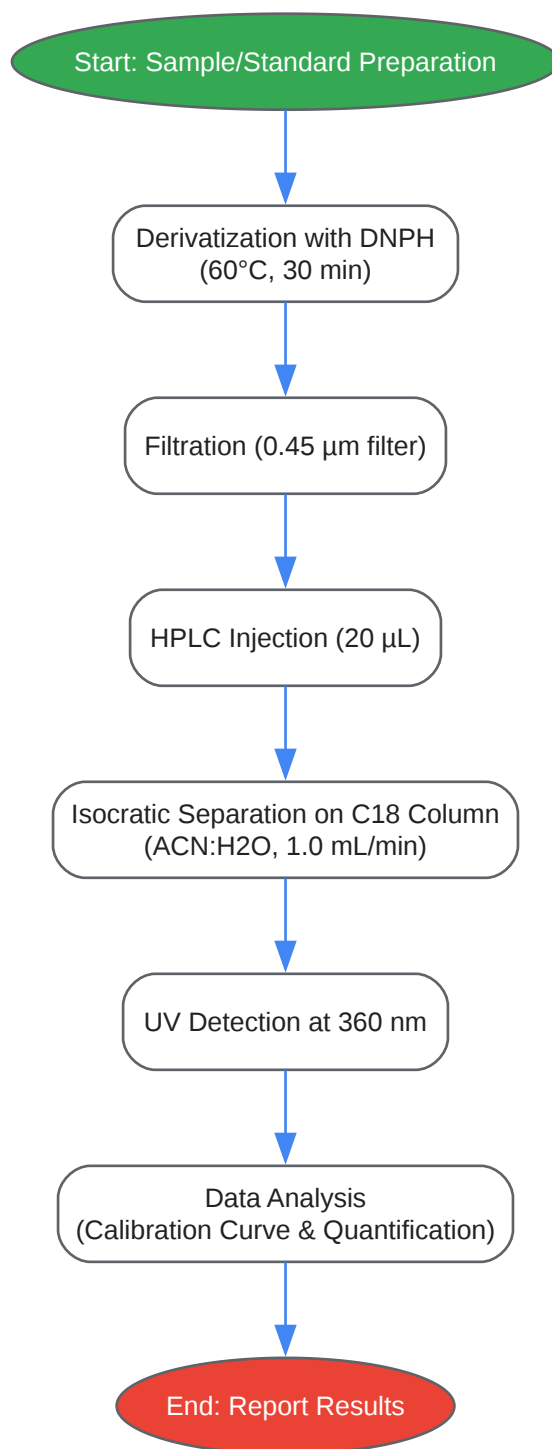 Start: Sample/Standard Preparation
Derivatization with DNPH
(60°C, 30 min)
Filtration (0.45 µm filter)
HPLC Injection (20 µL)
Isocratic Separation on C18 Column
(ACN:H2O, 1.0 mL/min)
UV Detection at 360 nm
Data Analysis
(Calibration Curve & Quantification)
End: Report Results